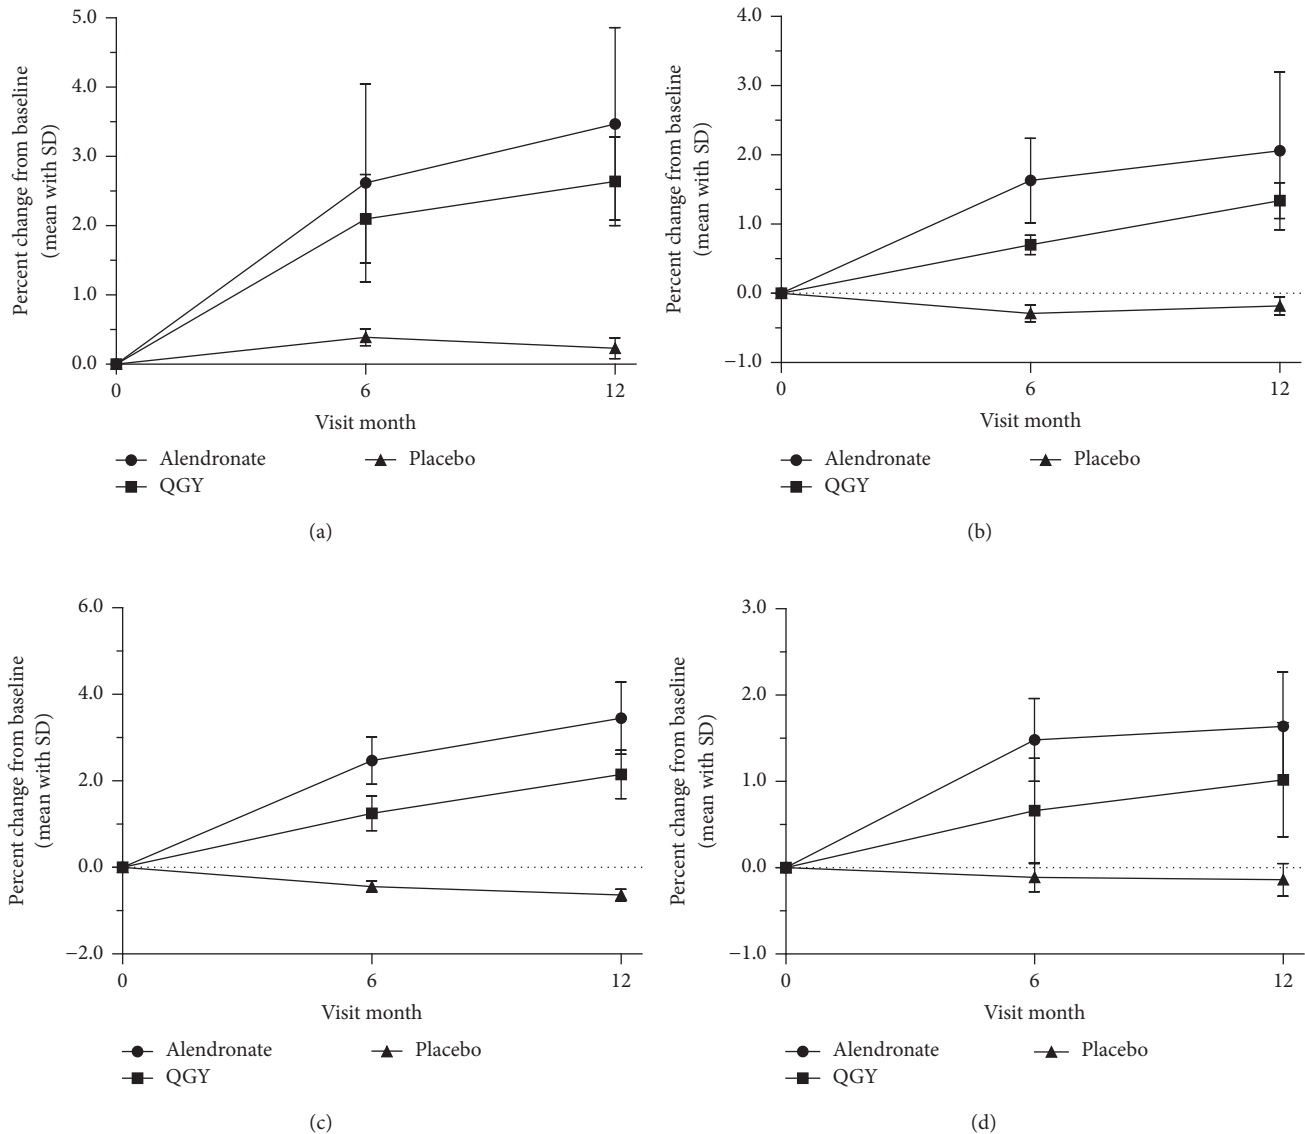 Percent change from baseline
(mean with SD)
5.0
4.0
3.0
2.0
1.0
0.0
0
6
12
Visit month
Alendronate
Placebo
QGY
(a)
Percent change from baseline
(mean with SD)
4.0
3.0
2.0
1.0
0.0
−1.0
0
6
12
Visit month
Alendronate
Placebo
QGY
(b)
Percent change from baseline
(mean with SD)
6.0
4.0
2.0
0.0
−2.0
0
6
12
Visit month
Alendronate
Placebo
QGY
(c)
Percent change from baseline
(mean with SD)
3.0
2.0
1.0
0.0
−1.0
0
6
12
Visit month
Alendronate
Placebo
QGY
(d)